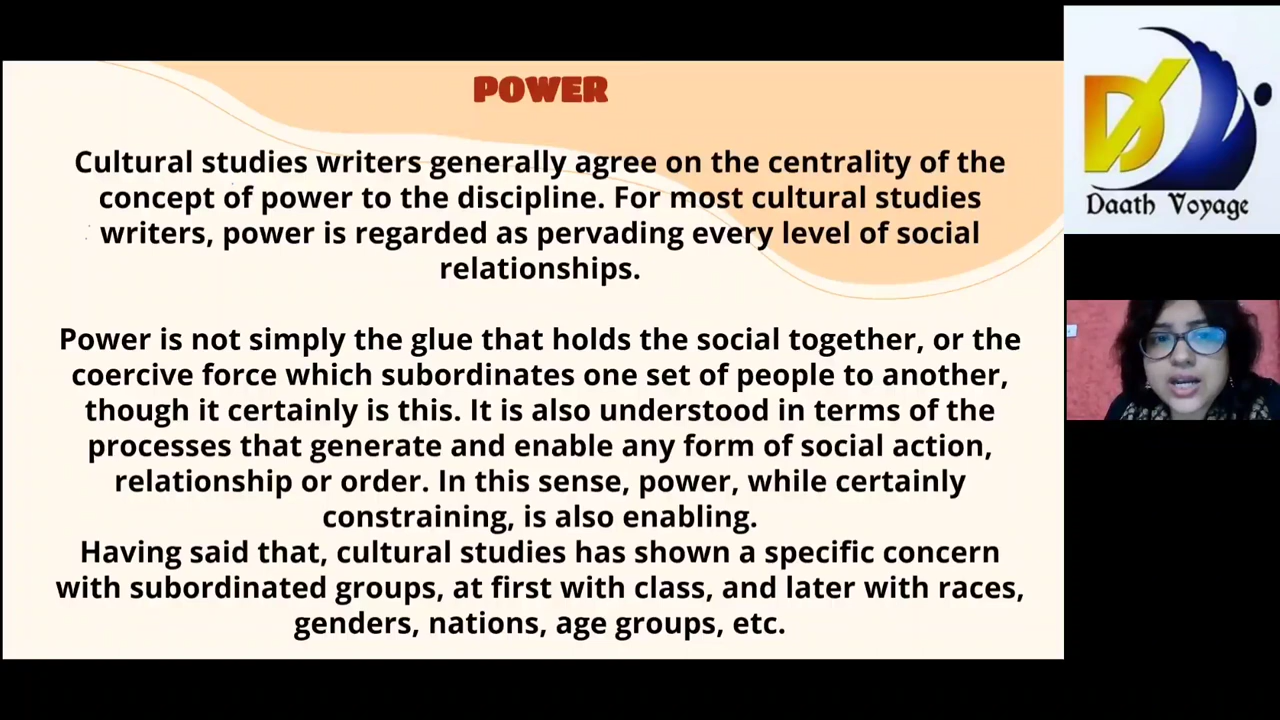 POWER
Cultural studies writers generally agree on the centrality of the
concept of power to the discipline. For most cultural studies
writers, power is regarded as pervading every level of social
relationships.
Power is not simply the glue that holds the social together, or the
coercive force which subordinates one set of people to another,
though it certainly is this. It is also understood in terms of the
processes that generate and enable any form of social action,
relationship or order. In this sense, power, while certainly
constraining, is also enabling.
Having said that, cultural studies has shown a specific concern
with subordinated groups, at first with class, and later with races,
genders, nations, age groups, etc.
Daath Voyage